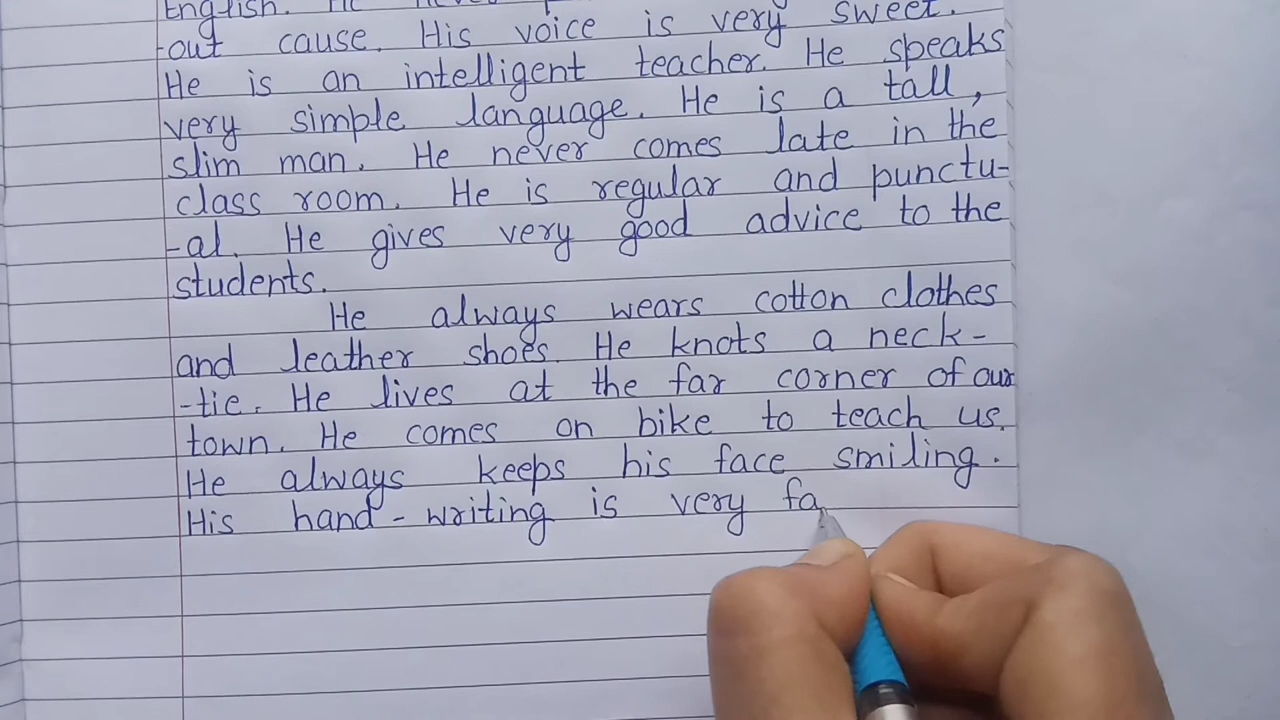 English. He
-out cause. His voice is very sweet.
He is an intelligent teacher. He speaks
very simple language. He is a tall,
slim man. He never comes late in the
class room. He is regular and punctu-
-al. He gives very good advice to the
students.
He always wears cotton clothes
and leather shoes. He knots a neck-
-tie. He lives at the far corner of our
town. He comes on bike to teach us.
He always keeps his face smiling.
His hand-writing is very fa